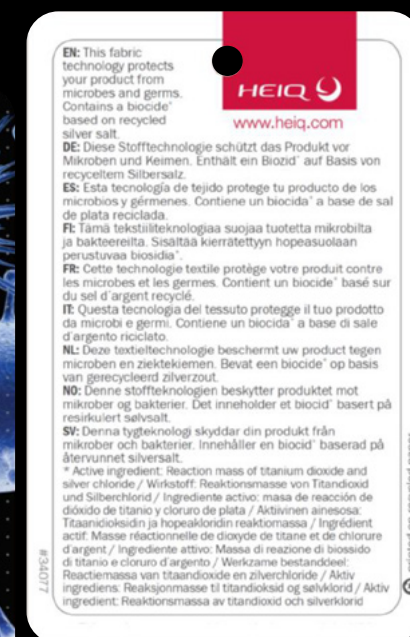 EN: This fabric
technology protects
your product from
microbes and germs.
Contains a biocide*
based on recycled
silver salt.
HEIQ
www.heiq.com
DE: Diese Stofftechnologie schützt das Produkt vor
Mikroben und Keimen. Enthält ein Biozid* auf Basis von
recyceltem Silbersalz.
ES: Esta tecnología de tejido protege tu producto de los
microbios y gérmenes. Contiene un biocida* a base de sal
de plata reciclada.
FI: Tämä tekstiiliteknologiaa suojaa tuotetta mikrobilta
ja bakteereilta. Sisältää kierrätettyyn hopeasuolaan
perustuvaa biosidia*.
FR: Cette technologie textile protège votre produit contre
les microbes et les germes. Contient un biocide* basé sur
du sel d'argent recyclé.
IT: Questa tecnologia del tessuto protegge il tuo prodotto
da microbi e germi. Contiene un biocida* a base di sale
d'argento riciclato.
NL: Deze textieltechnologie beschermt uw product tegen
microben en ziektekiemen. Bevat een biocide* op basis
van gerecycleerd zilverzout.
NO: Denne stoffteknologien beskytter produktet mot
mikrober og bakterier. Det inneholder et biocid* basert på
resirkulert sølvsalt.
SV: Denna tygteknologi skyddar din produkt från
mikrober och bakterier. Innehåller en biocid* baserad på
återvunnet silversalt.
* Active ingredient: Reaction mass of titanium dioxide and
silver chloride / Wirkstoff: Reaktionsmasse von Titandioxid
und Silberchlorid / Ingrediente activo: masa de reacción de
dióxido de titanio y cloruro de plata / Aktiivinen ainesosa:
Titaanidioksidin ja hopeakloridin reaktiomassa / Ingrédient
actif: Masse réactionnelle de dioxyde de titane et de chlorure
d'argent / Ingrediente attivo: Massa di reazione di biossido
di titanio e cloruro d'argento / Werkzame bestanddeel:
Reactiemassa van titaandioxide en zilverchloride / Aktiv
ingrediens: Reaksjonmasse til titandioksid og sølvklorid / Aktiv
ingredient: Reaktionsmassa av titandioxid och silverklorid
#34077
printed on recycled paper